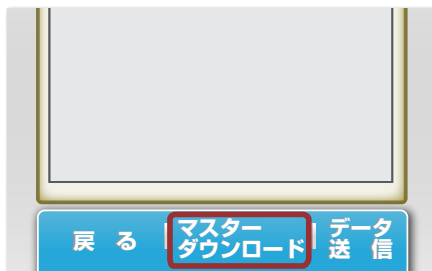 戻 る
マスター
ダウンロード
データ
送 信